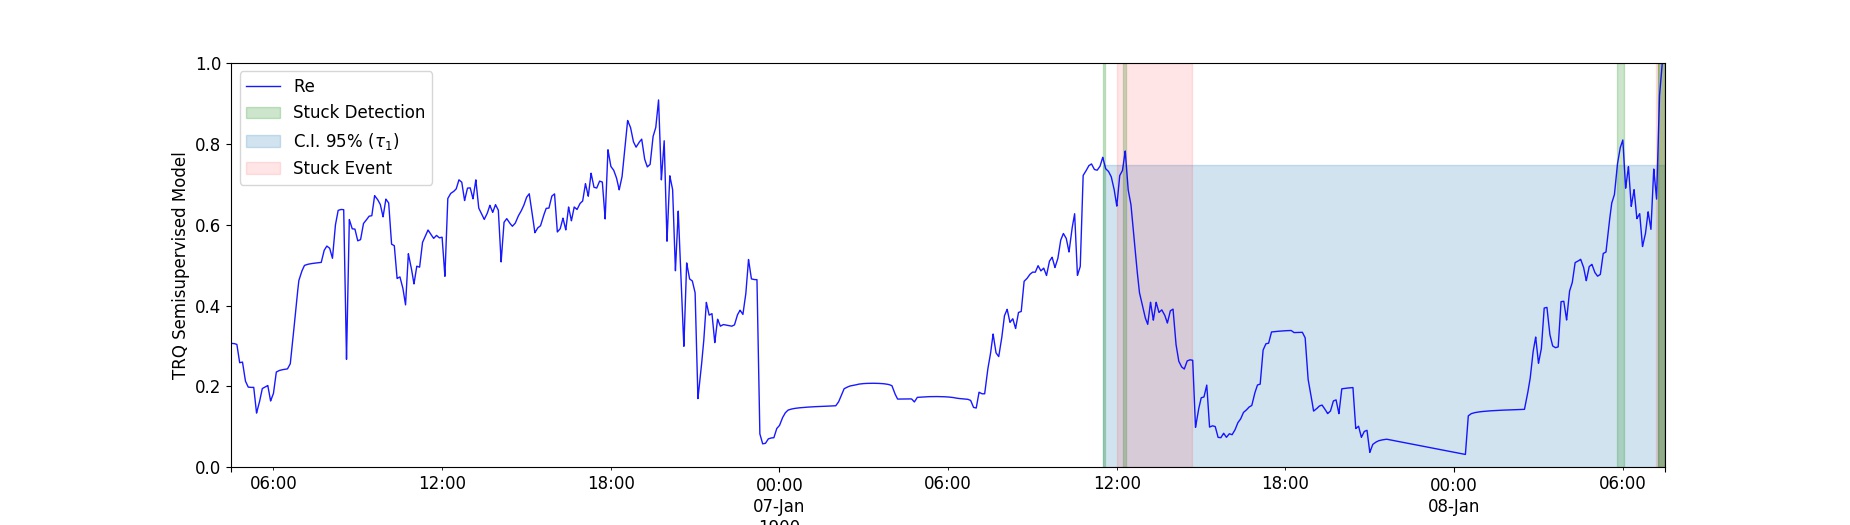 1.0
0.8
0.6
0.4
0.2
0.0
TRQ Semisupervised Model
Re
Stuck Detection
C.I. 95% (τ₁)
Stuck Event
06:00 12:00 18:00 00:00 06:00 12:00 18:00 00:00 06:00
07-Jan 08-Jan
1900